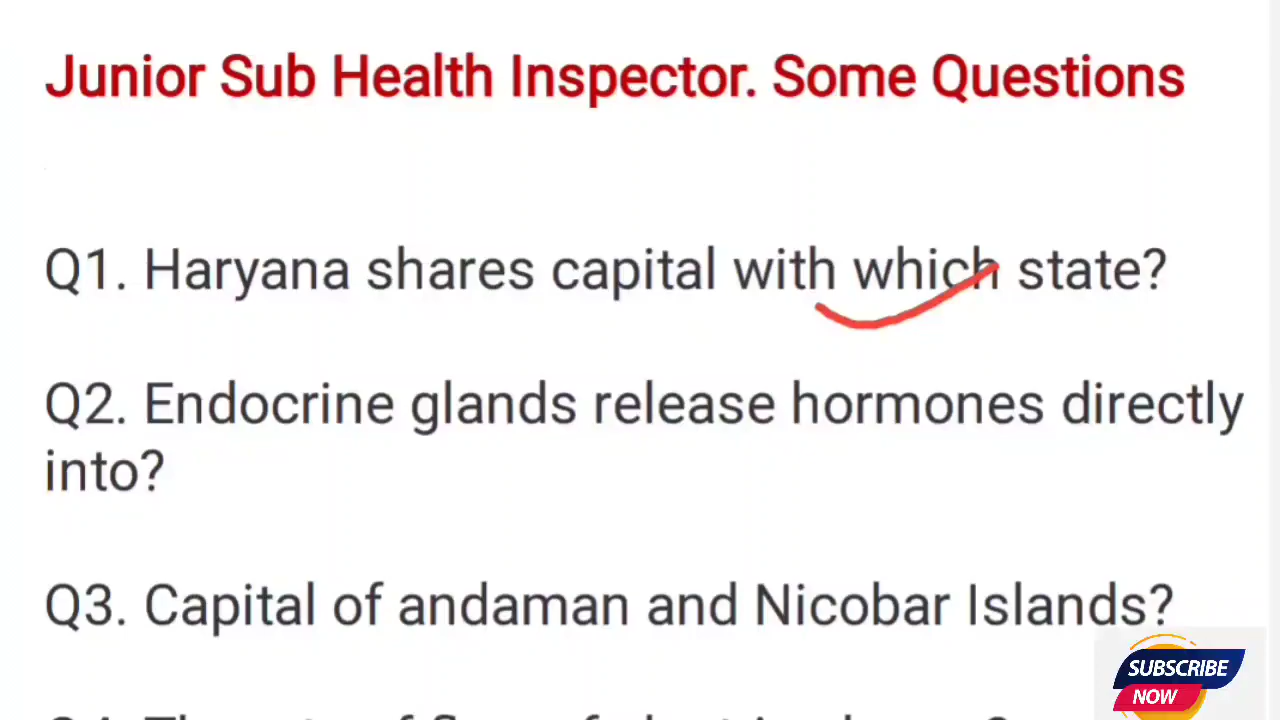 Junior Sub Health Inspector. Some Questions
Q1. Haryana shares capital with which state?
Q2. Endocrine glands release hormones directly
into?
Q3. Capital of andaman and Nicobar Islands?
SUBSCRIBE
NOW